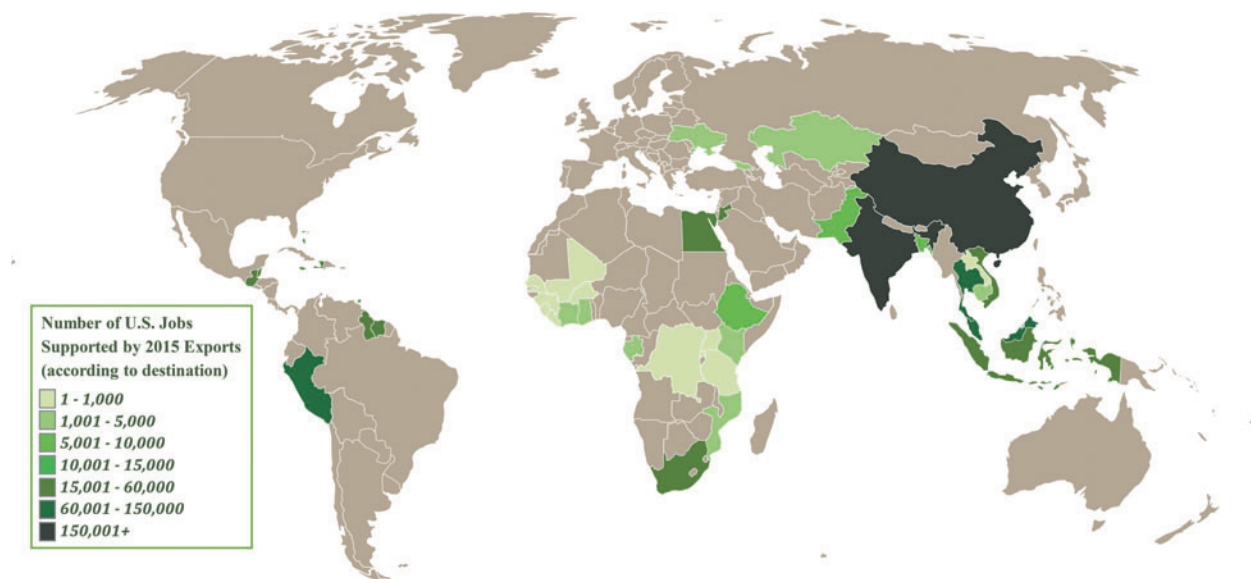 Number of U.S. Jobs
Supported by 2015 Exports
(according to destination)
1 - 1,000
1,001 - 5,000
5,001 - 10,000
10,001 - 15,000
15,001 - 60,000
60,001 - 150,000
150,001+